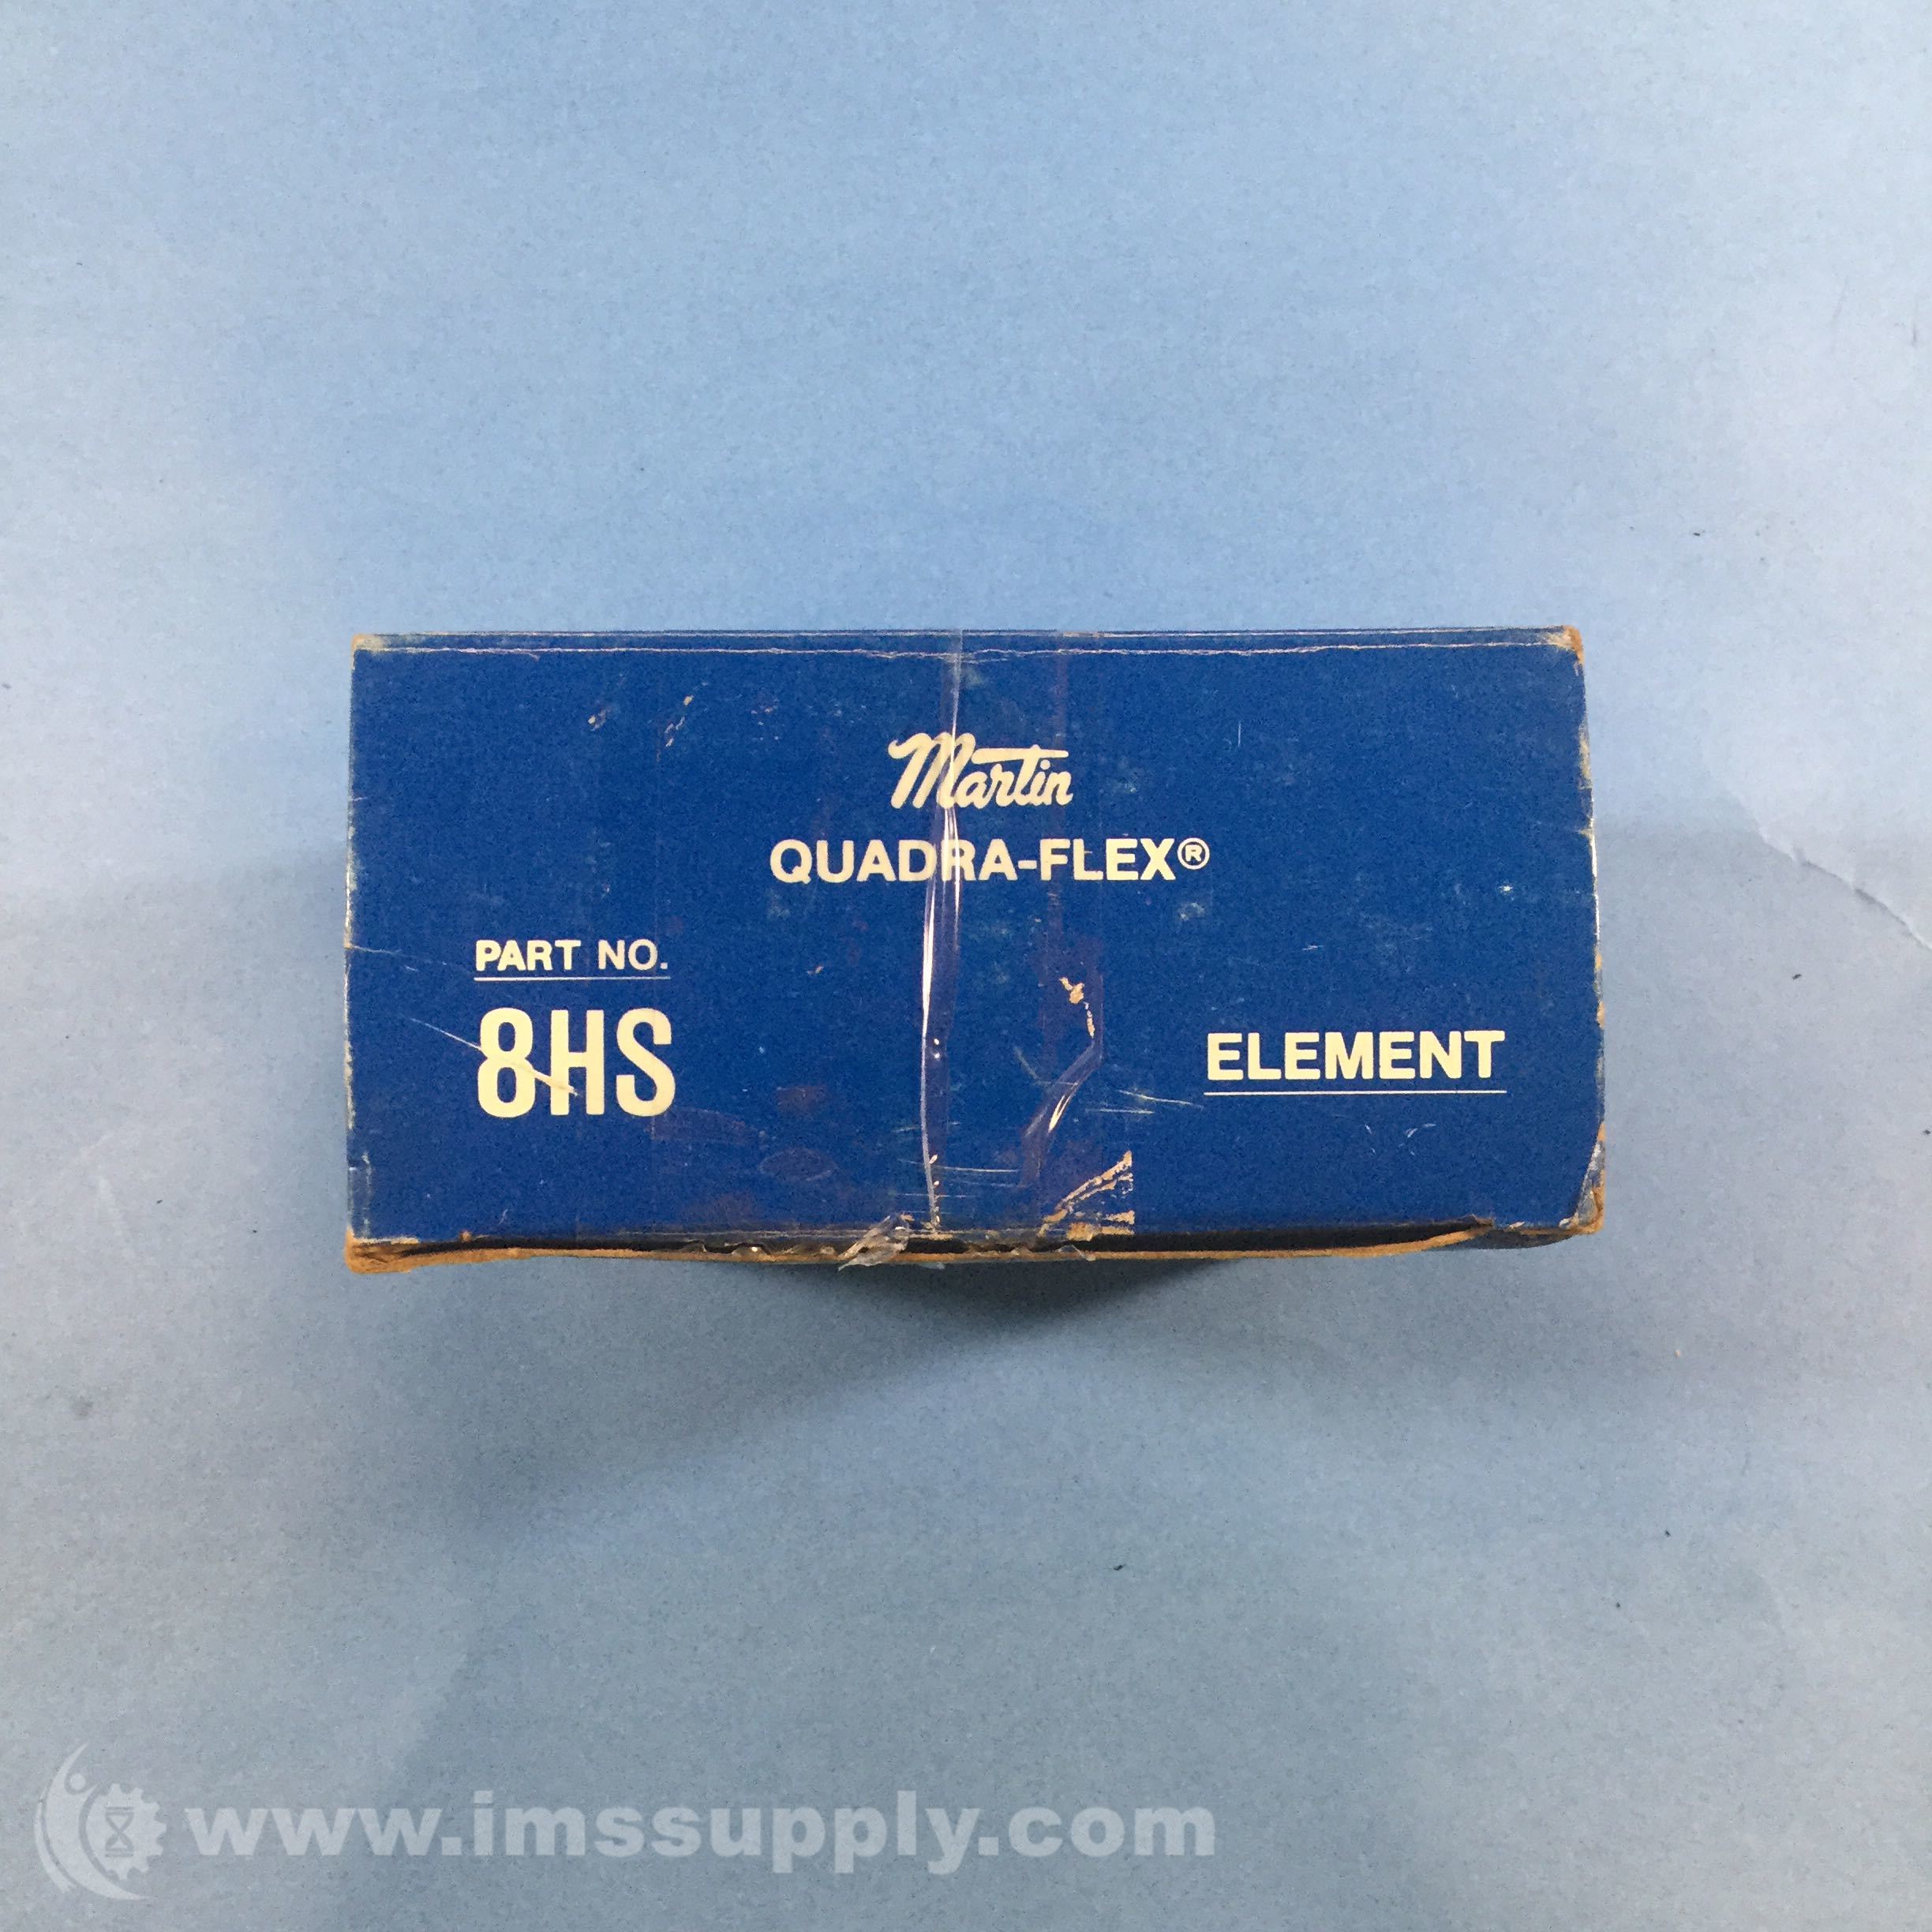 Martin
QUADRA-FLEX®
PART NO.
8HS
ELEMENT
www.imssupply.com